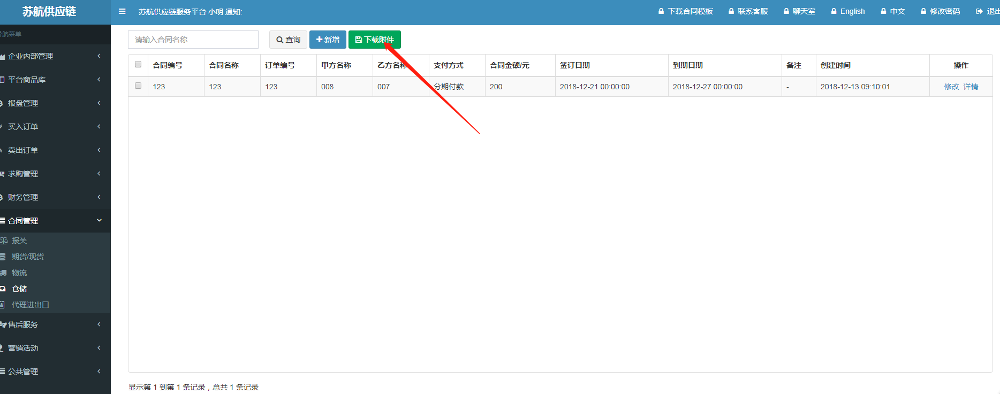 苏航供应链
苏航供应链服务平台 小明 通知:
下载合同模板
联系客服
聊天室
English
中文
修改密码
退出
导航菜单
企业内部管理
平台商品库
报盘管理
买入订单
卖出订单
求购管理
财务管理
合同管理
报关
期货/现货
物流
仓储
代理进出口
售后服务
营销活动
公共管理
请输入合同名称
查询
新增
下载附件
合同编号 合同名称 订单编号 甲方名称 乙方名称 支付方式 合同金额/元 签订日期 到期日期 备注 创建时间 操作
123 123 123 008 007 分期付款 200 2018-12-21 00:00:00 2018-12-27 00:00:00 - 2018-12-13 09:10:01 修改 详情
显示第 1 到第 1 条记录，总共 1 条记录